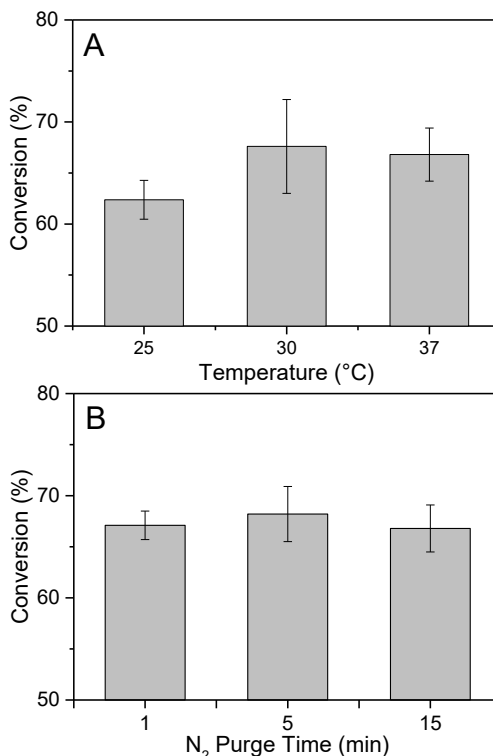 A
80
70
60
50
Conversion (%)
25 30 37
Temperature (°C)
B
80
70
60
50
Conversion (%)
1 5 15
N₂ Purge Time (min)